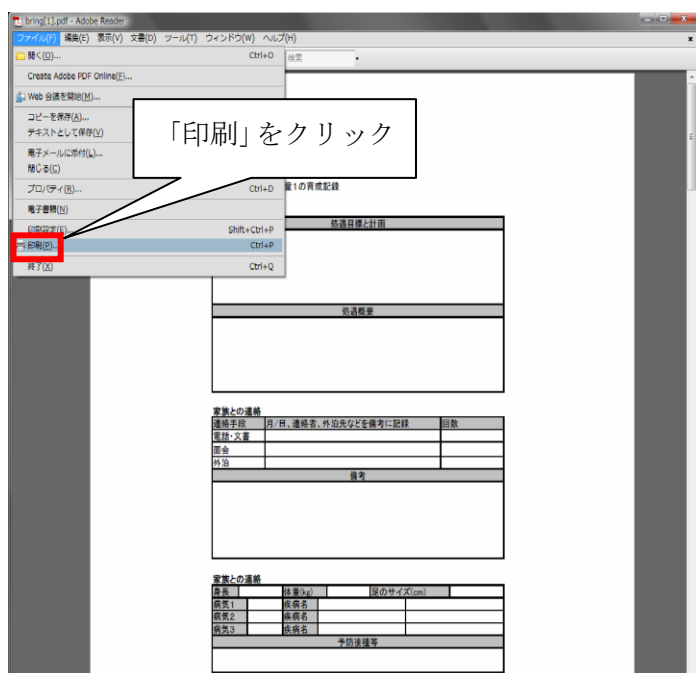 bring[1].pdf - Adobe Reader
ファイル(F) 編集(E) 表示(V) 文書(D) ツール(T) ウィンドウ(W) ヘルプ(H)
開く(O)... Ctrl+O
検索
Create Adobe PDF Online(F)...
Web 会議を開始(M)...
コピーを保存(A)...
テキストとして保存(V)
電子メールに添付(L)...
閉じる(C)
プロパティ(R)... Ctrl+D
電子書籍(N)
印刷設定(E)... Shift+Ctrl+P
印刷(P)... Ctrl+P
終了(X) Ctrl+Q
「印刷」をクリック
童1の育成記録
処遇目標と計画
処遇概要
家族との連絡
連絡手段 月/日、連絡者、外泊先などを備考に記録 回数
電話・文書
面会
外泊
備考
家族との連絡
身長 体重(kg) 足のサイズ(cm)
病気1 疾病名
病気2 疾病名
病気3 疾病名
予防接種等